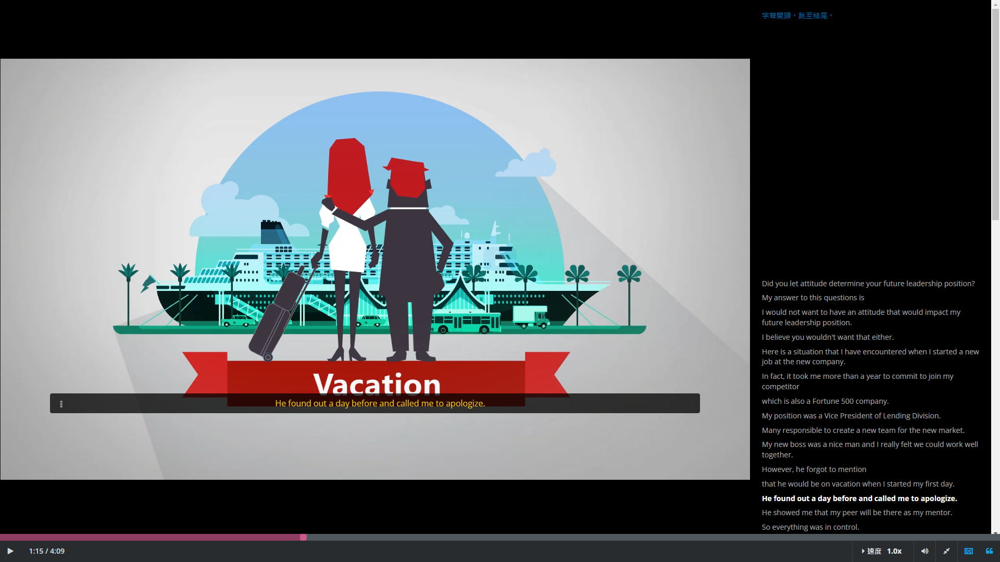 字幕開頭。跳至結尾。
Vacation
He found out a day before and called me to apologize.
Did you let attitude determine your future leadership position?
My answer to this questions is
I would not want to have an attitude that would impact my
future leadership position.
I believe you wouldn't want that either.
Here is a situation that I have encountered when I started a new
job at the new company.
In fact, it took me more than a year to commit to join my
competitor
which is also a Fortune 500 company.
My position was a Vice President of Lending Division.
Many responsible to create a new team for the new market.
My new boss was a nice man and I really felt we could work well
together.
However, he forgot to mention
that he would be on vacation when I started my first day.
He found out a day before and called me to apologize.
He showed me that my peer will be there as my mentor.
So everything was in control.
1:15 / 4:09
速度 1.0x
CC